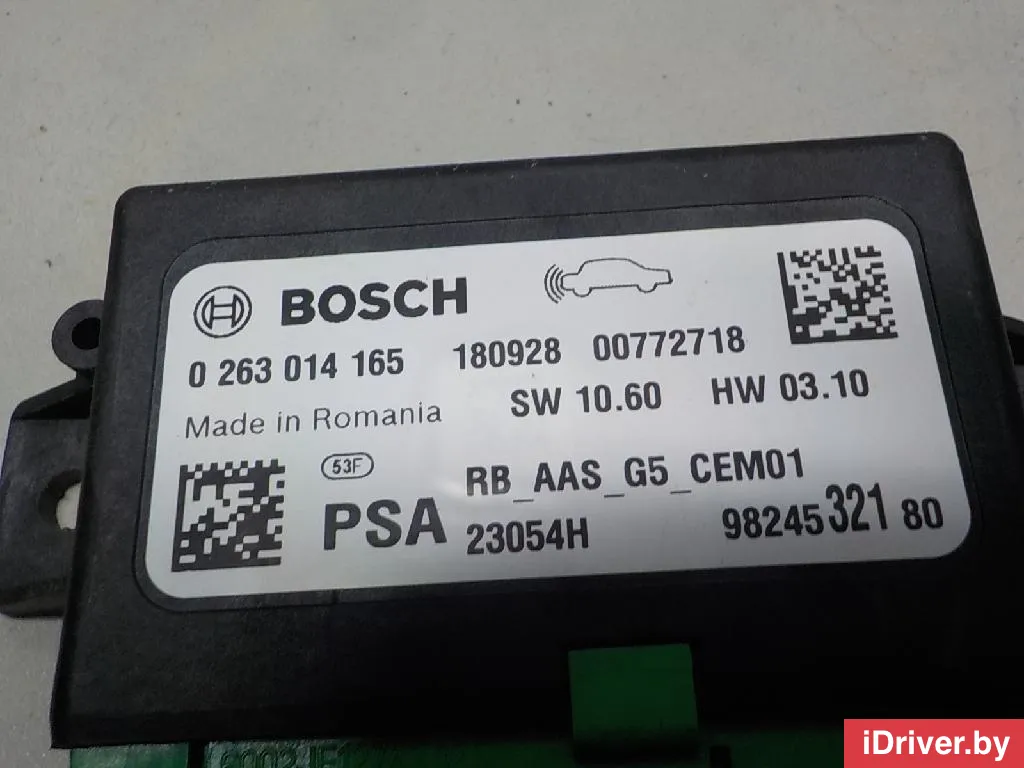 BOSCH
0 263 014 165 180928 00772718
Made in Romania SW 10.60 HW 03.10
53F RB_AAS_G5_CEM01
PSA 23054H 98245 321 80
iDriver.by